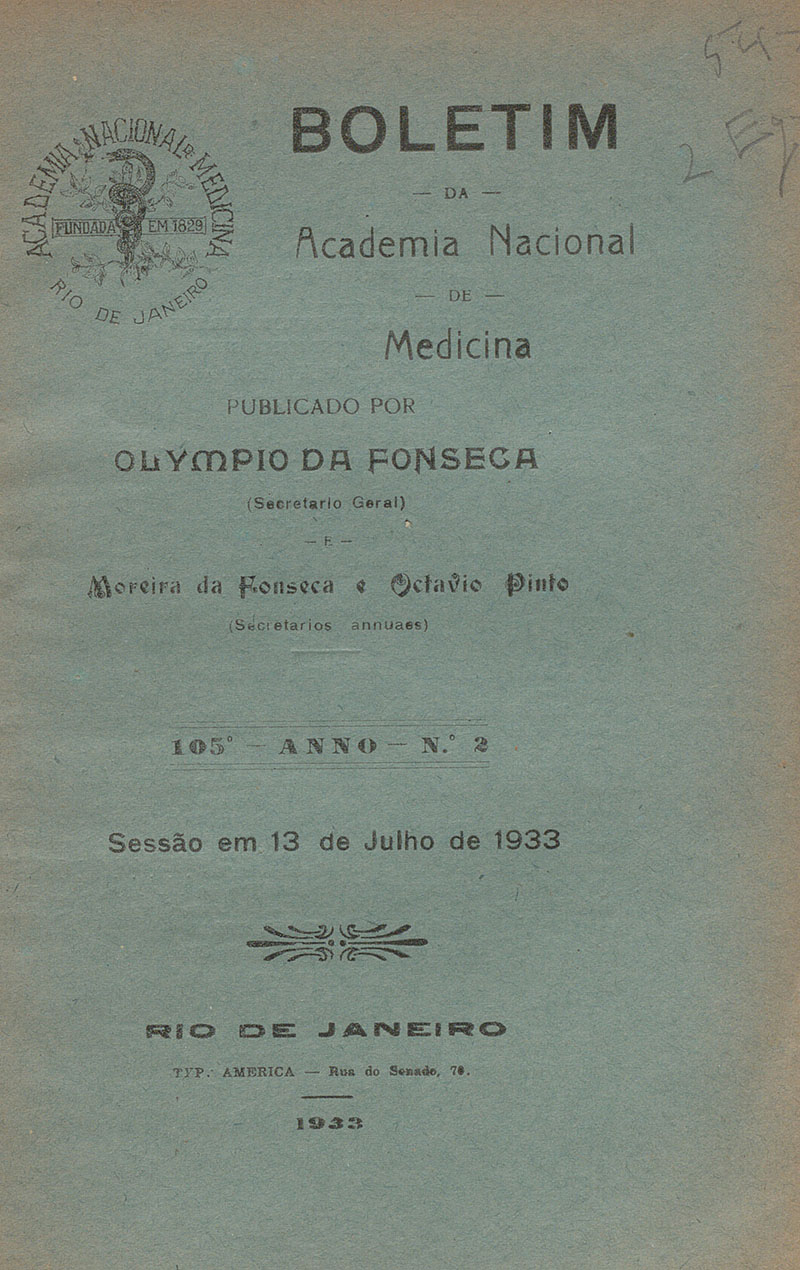 ACADEMIA NACIONAL DE MEDICINA
FUNDADA EM 1829
RIO DE JANEIRO
BOLETIM
— DA —
Academia Nacional
— DE —
Medicina
PUBLICADO POR
OLYMPIO DA FONSECA
(Secretario Geral)
— E —
Moreira da Fonseca e Octavio Pinto
(Secretarios annuaes)
105° — ANNO — N.° 2
Sessão em 13 de Julho de 1933
RIO DE JANEIRO
TYP. AMERICA — Rua do Senado,
1933